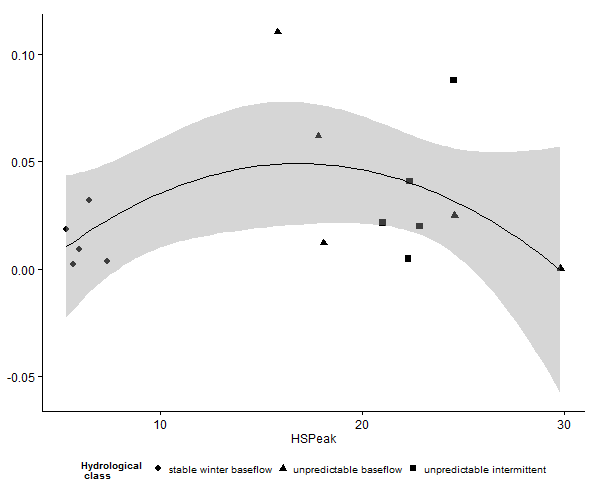 0.10
0.05
0.00
-0.05
10 20 30
HSPeak
Hydrological
class
stable winter baseflow unpredictable baseflow unpredictable intermittent